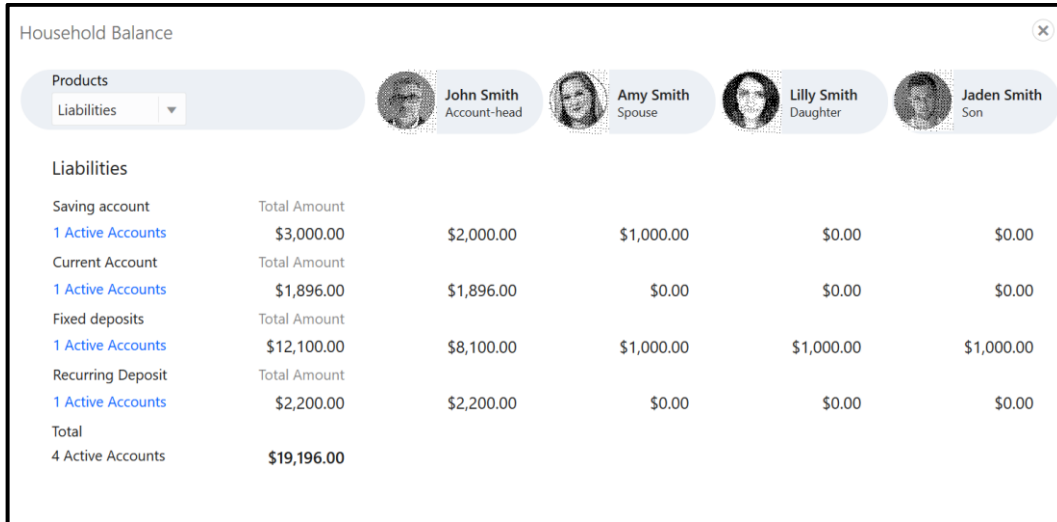 Household Balance
Products
Liabilities
John Smith
Account-head
Amy Smith
Spouse
Lilly Smith
Daughter
Jaden Smith
Son
Liabilities
Saving account Total Amount
1 Active Accounts $3,000.00 $2,000.00 $1,000.00 $0.00 $0.00
Current Account Total Amount
1 Active Accounts $1,896.00 $1,896.00 $0.00 $0.00 $0.00
Fixed deposits Total Amount
1 Active Accounts $12,100.00 $8,100.00 $1,000.00 $1,000.00 $1,000.00
Recurring Deposit Total Amount
1 Active Accounts $2,200.00 $2,200.00 $0.00 $0.00 $0.00
Total
4 Active Accounts $19,196.00